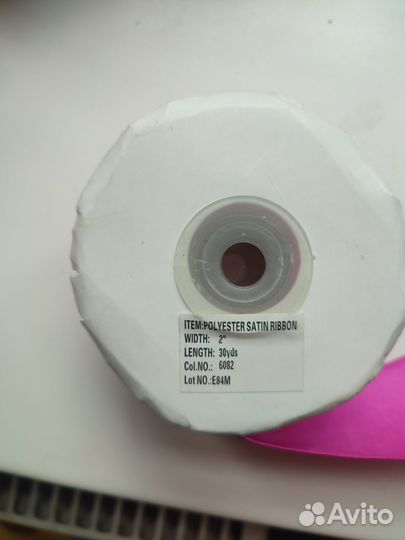 ITEM:POLYESTER SATIN RIBBON
WIDTH: 2"
LENGTH: 30yds
Col.NO.: 6082
Lot NO.:E84M
Avito